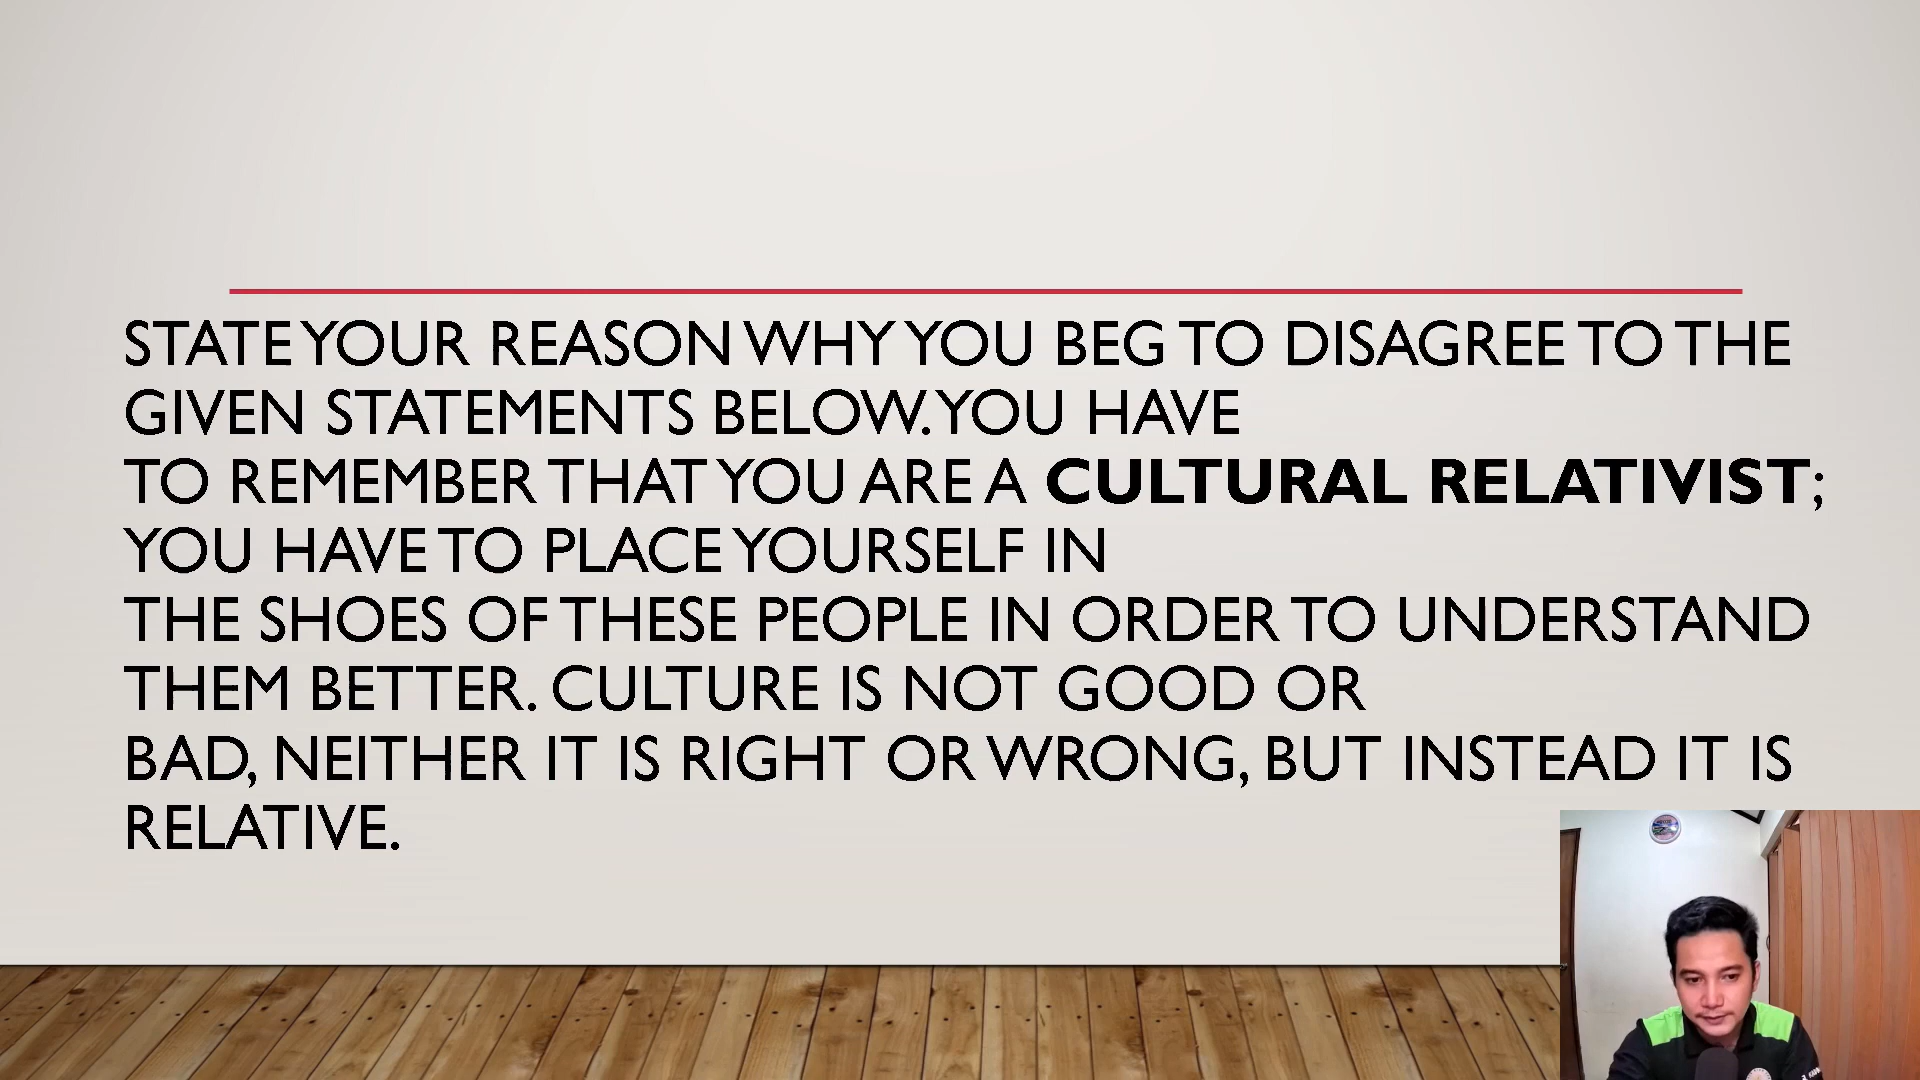 STATE YOUR REASON WHY YOU BEG TO DISAGREE TO THE
GIVEN STATEMENTS BELOW. YOU HAVE
TO REMEMBER THAT YOU ARE A CULTURAL RELATIVIST;
YOU HAVE TO PLACE YOURSELF IN
THE SHOES OF THESE PEOPLE IN ORDER TO UNDERSTAND
THEM BETTER. CULTURE IS NOT GOOD OR
BAD, NEITHER IT IS RIGHT OR WRONG, BUT INSTEAD IT IS
RELATIVE.